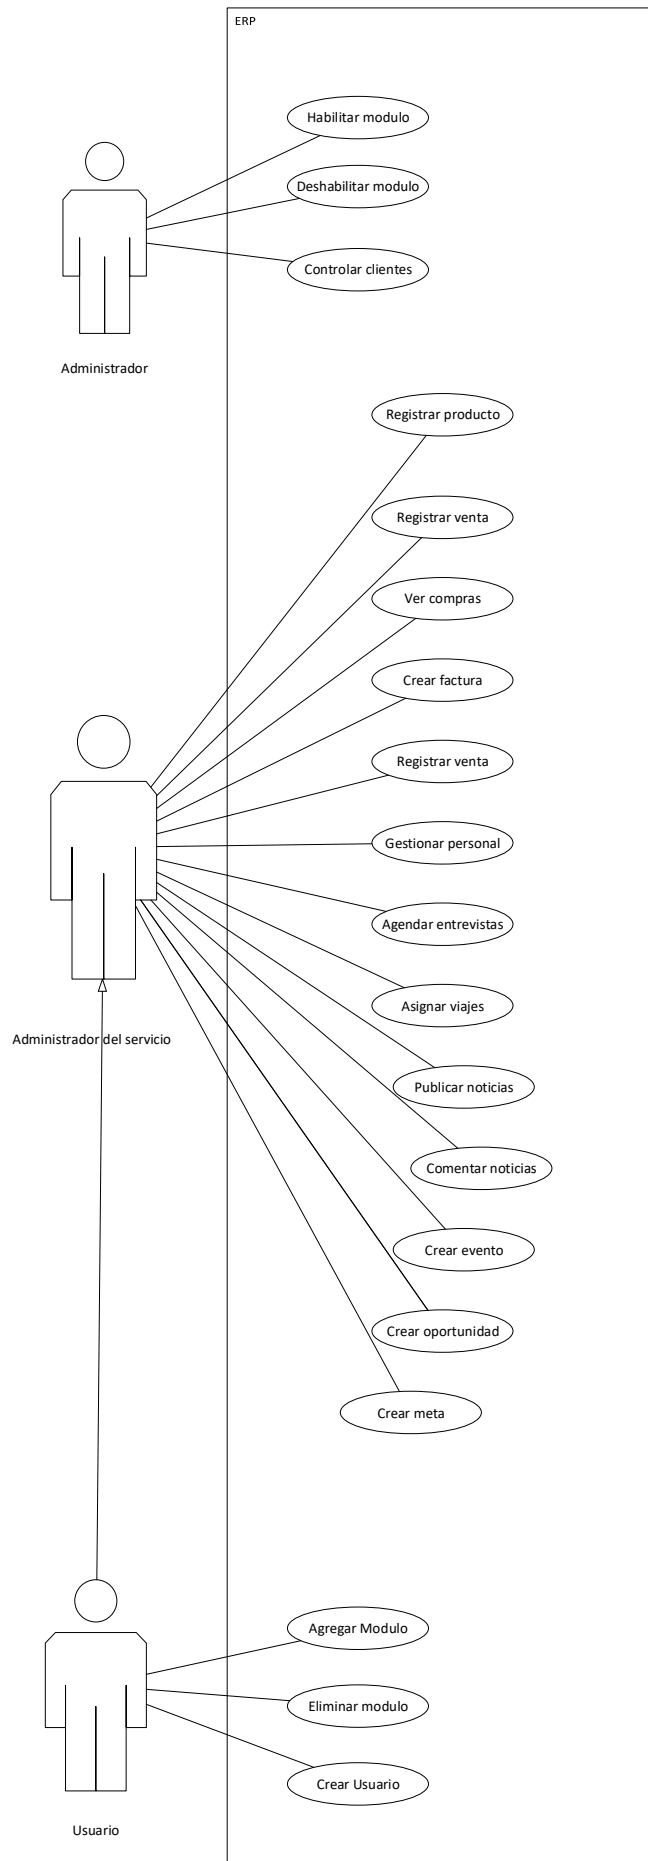 ERP
Habilitar modulo
Deshabilitar modulo
Controlar clientes
Administrador
Registrar producto
Registrar venta
Ver compras
Crear factura
Registrar venta
Gestionar personal
Agendar entrevistas
Asignar viajes
Administrador del servicio
Publicar noticias
Comentar noticias
Crear evento
Crear oportunidad
Crear meta
Agregar Modulo
Eliminar modulo
Crear Usuario
Usuario